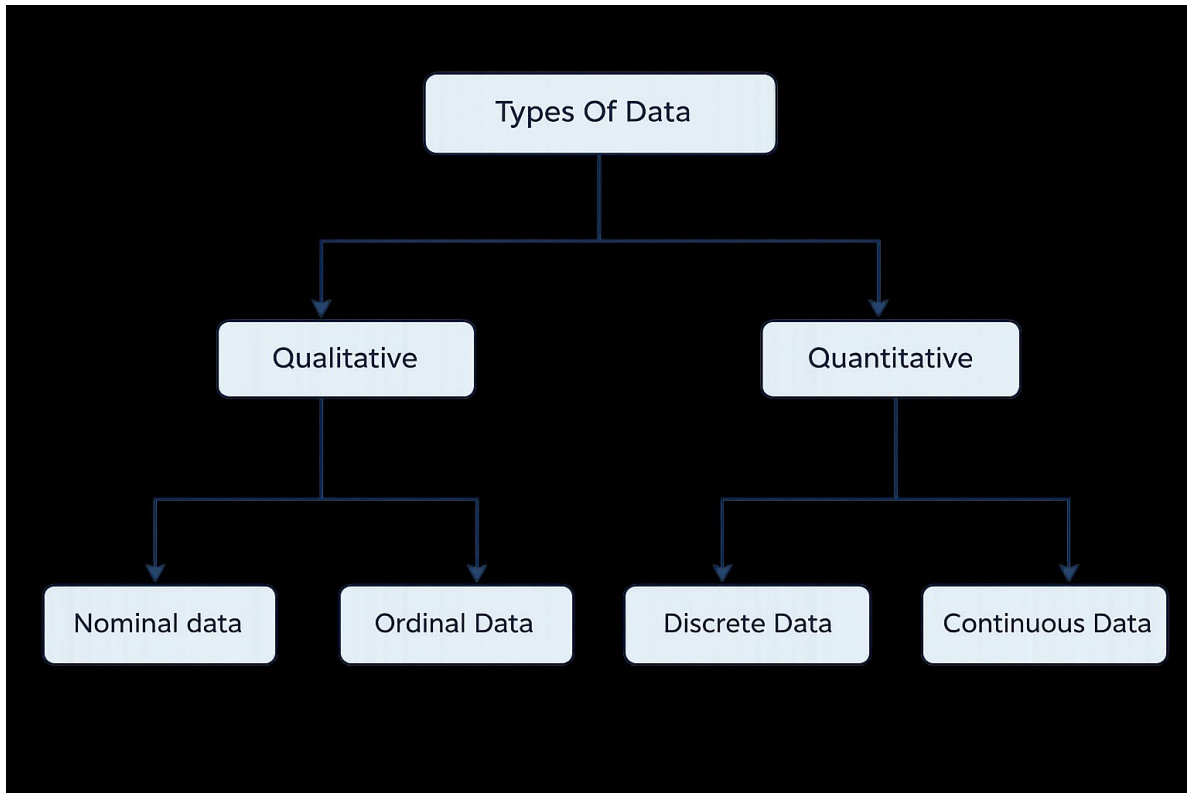 Types Of Data
Qualitative
Quantitative
Nominal data
Ordinal Data
Discrete Data
Continuous Data